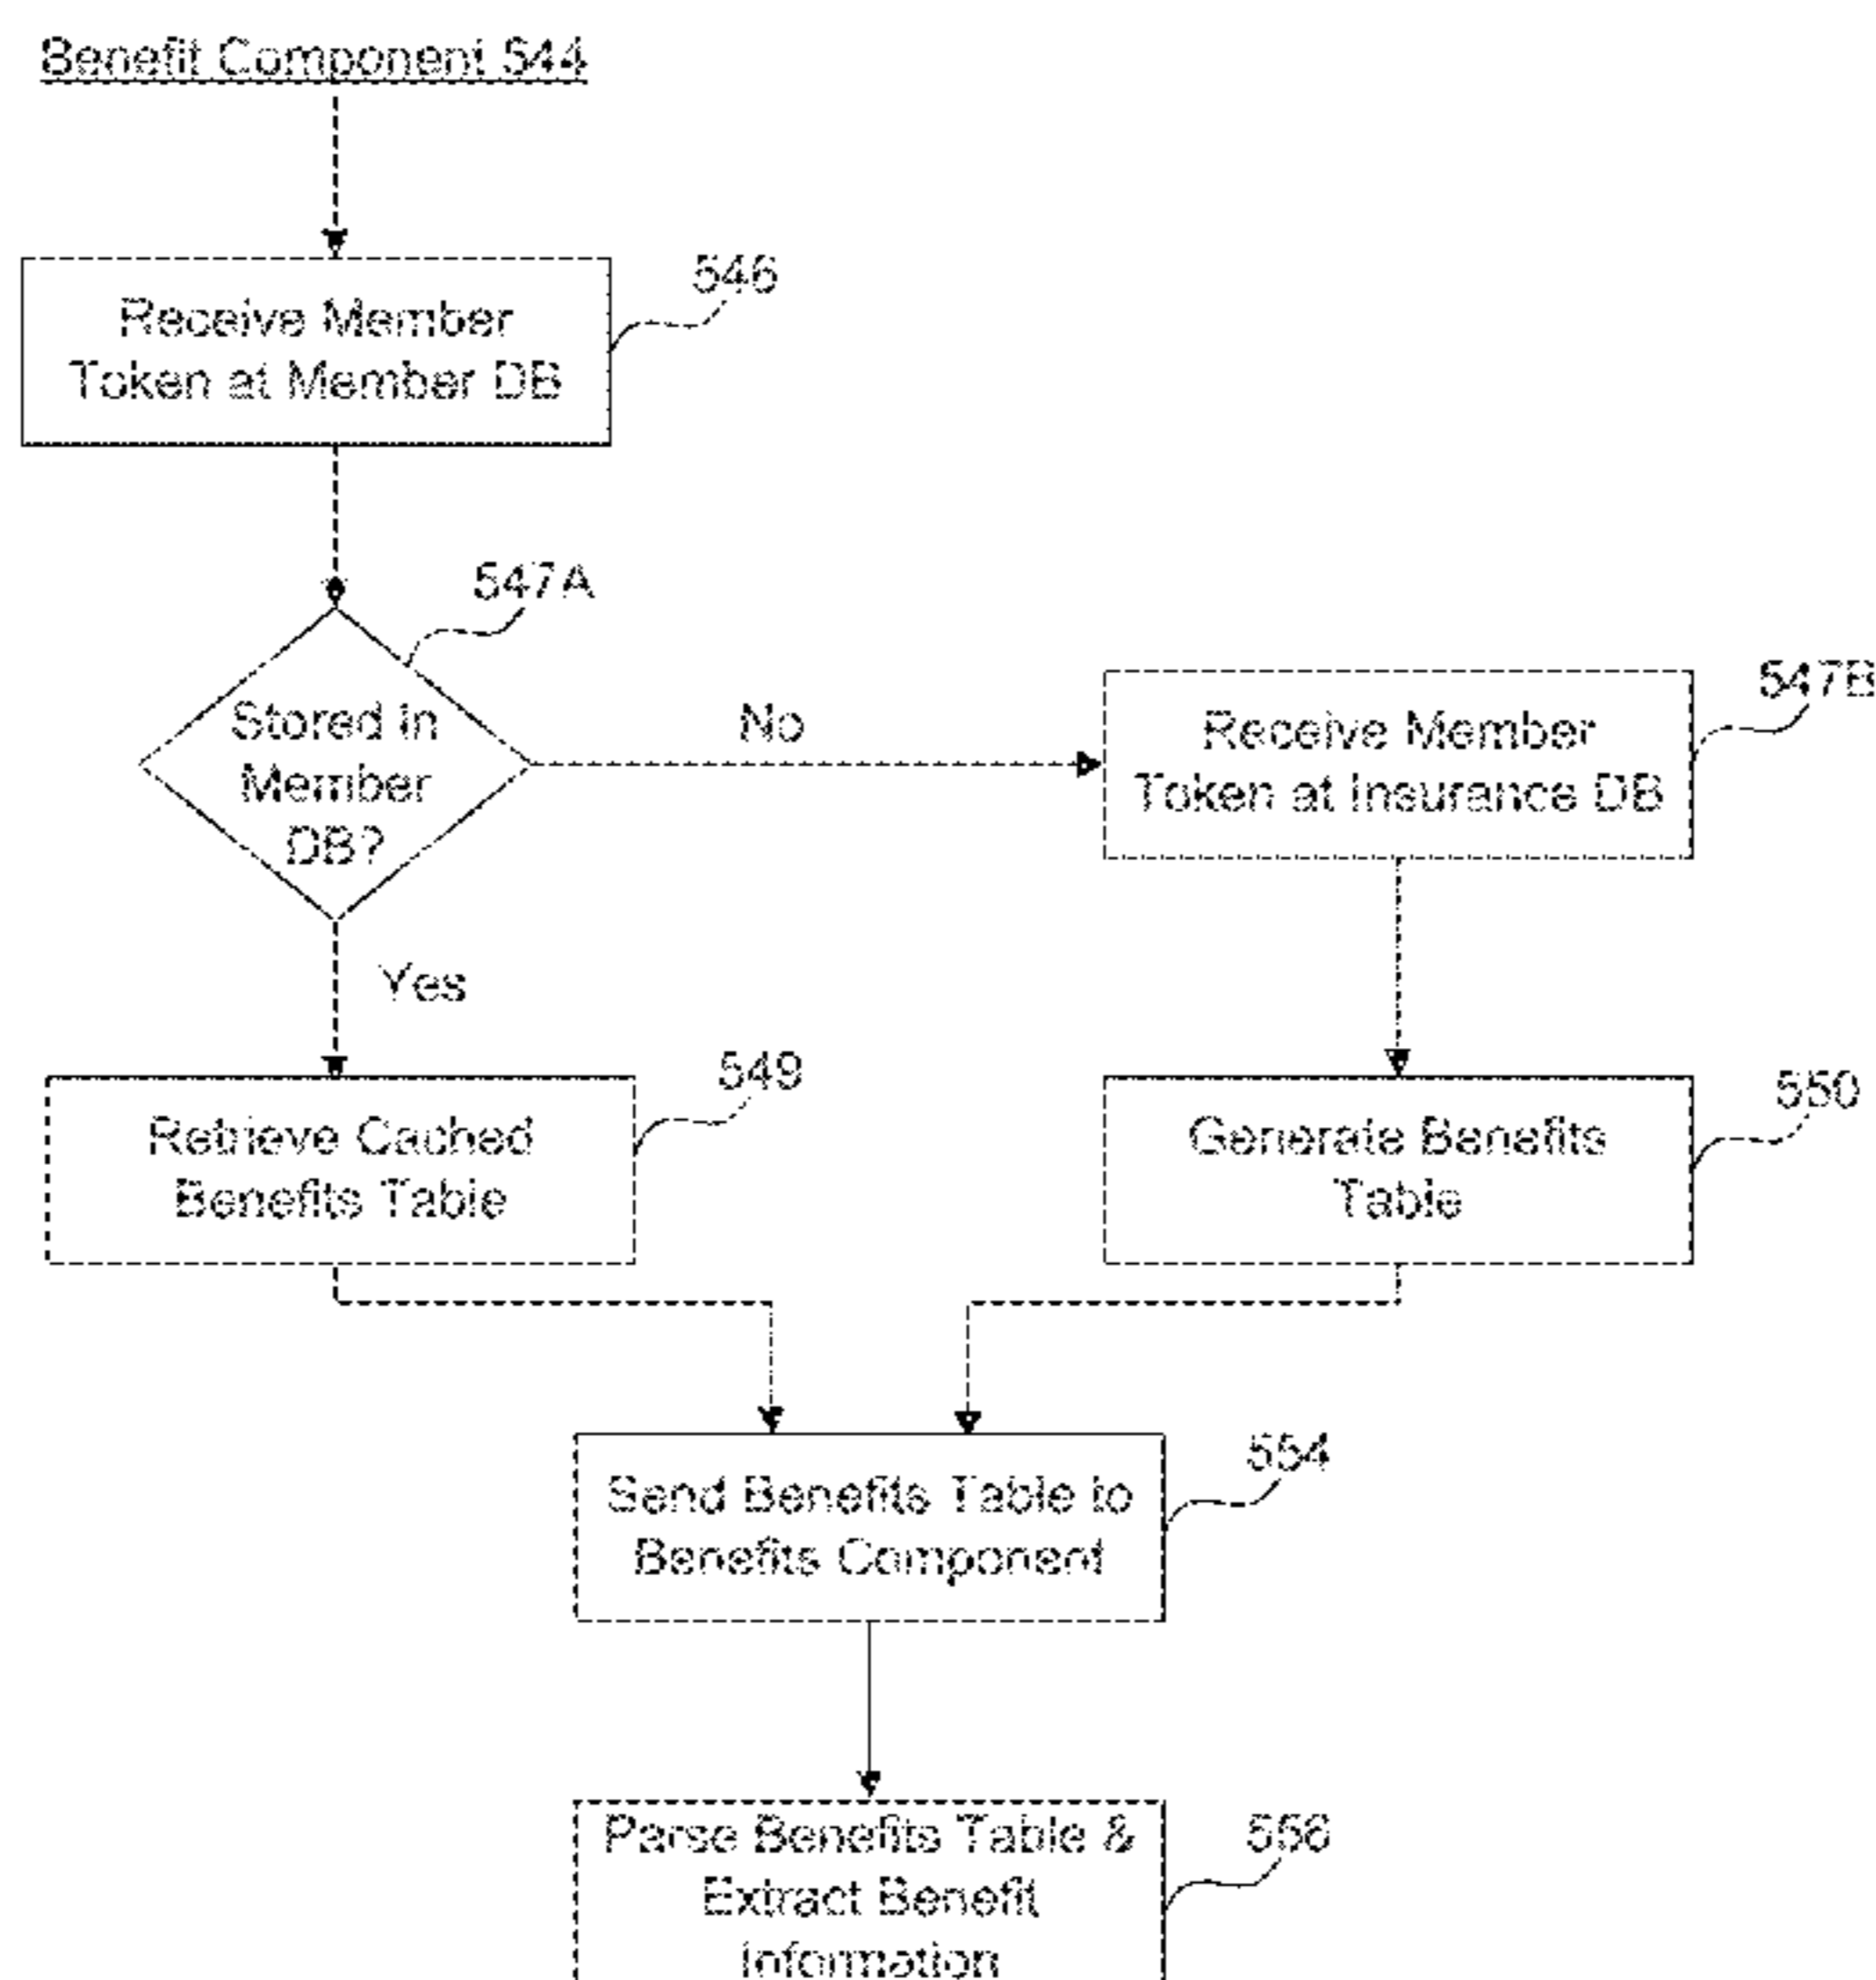 Benefit Component 544
546
Receive Member
Token at Member DB
547A
Stored in
Member
DB?
No
547B
Receive Member
Token at Insurance DB
Yes
549
Retrieve Cached
Benefits Table
550
Generate Benefits
Table
554
Send Benefits Table to
Benefits Component
556
Parse Benefits Table &
Extract Benefit
Information